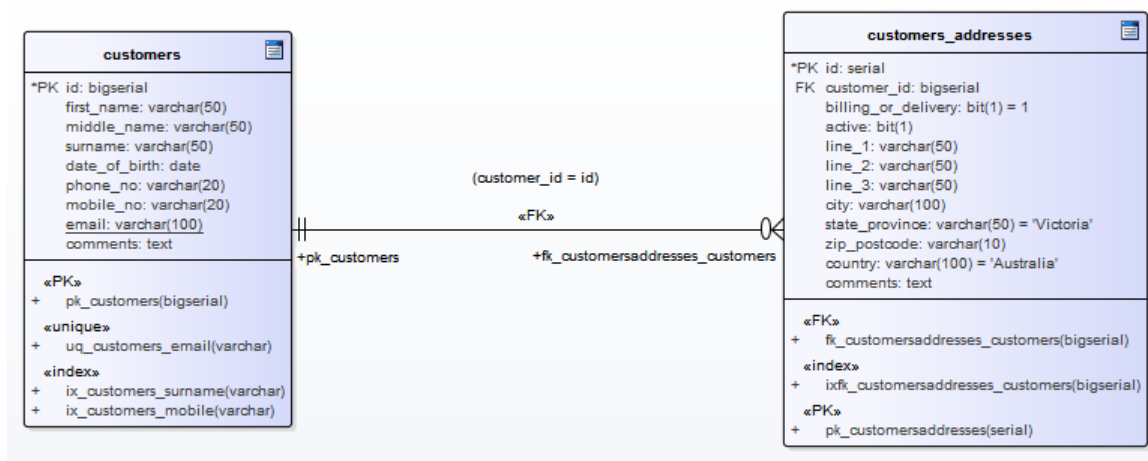 customers
*PK id: bigserial
first_name: varchar(50)
middle_name: varchar(50)
surname: varchar(50)
date_of_birth: date
phone_no: varchar(20)
mobile_no: varchar(20)
email: varchar(100)
comments: text
«PK»
+ pk_customers(bigserial)
«unique»
+ uq_customers_email(varchar)
«index»
+ ix_customers_surname(varchar)
+ ix_customers_mobile(varchar)
(customer_id = id)
«FK»
+pk_customers
+fk_customersaddresses_customers
customers_addresses
*PK id: serial
FK customer_id: bigserial
billing_or_delivery: bit(1) = 1
active: bit(1)
line_1: varchar(50)
line_2: varchar(50)
line_3: varchar(50)
city: varchar(100)
state_province: varchar(50) = 'Victoria'
zip_postcode: varchar(10)
country: varchar(100) = 'Australia'
comments: text
«FK»
+ fk_customersaddresses_customers(bigserial)
«index»
+ ixfk_customersaddresses_customers(bigserial)
«PK»
+ pk_customersaddresses(serial)